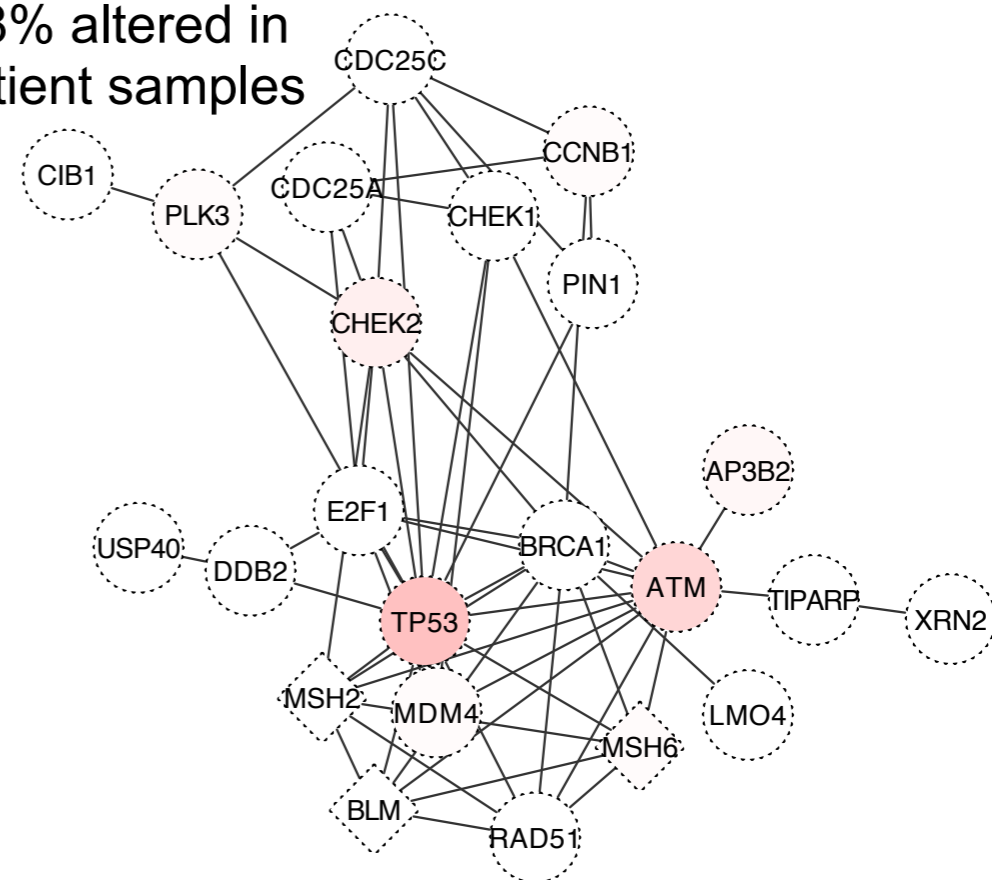 % altered in
samples
CDC25C
CCNB1
CIB1
CDC25A
PLK3
CHEK1
PIN1
CHEK2
AP3B2
E2F1
USP40
BRCA1
DDB2
ATM
TIPARP
TP53
XRN2
MSH2
MDM4
LMO4
MSH6
BLM
RAD51